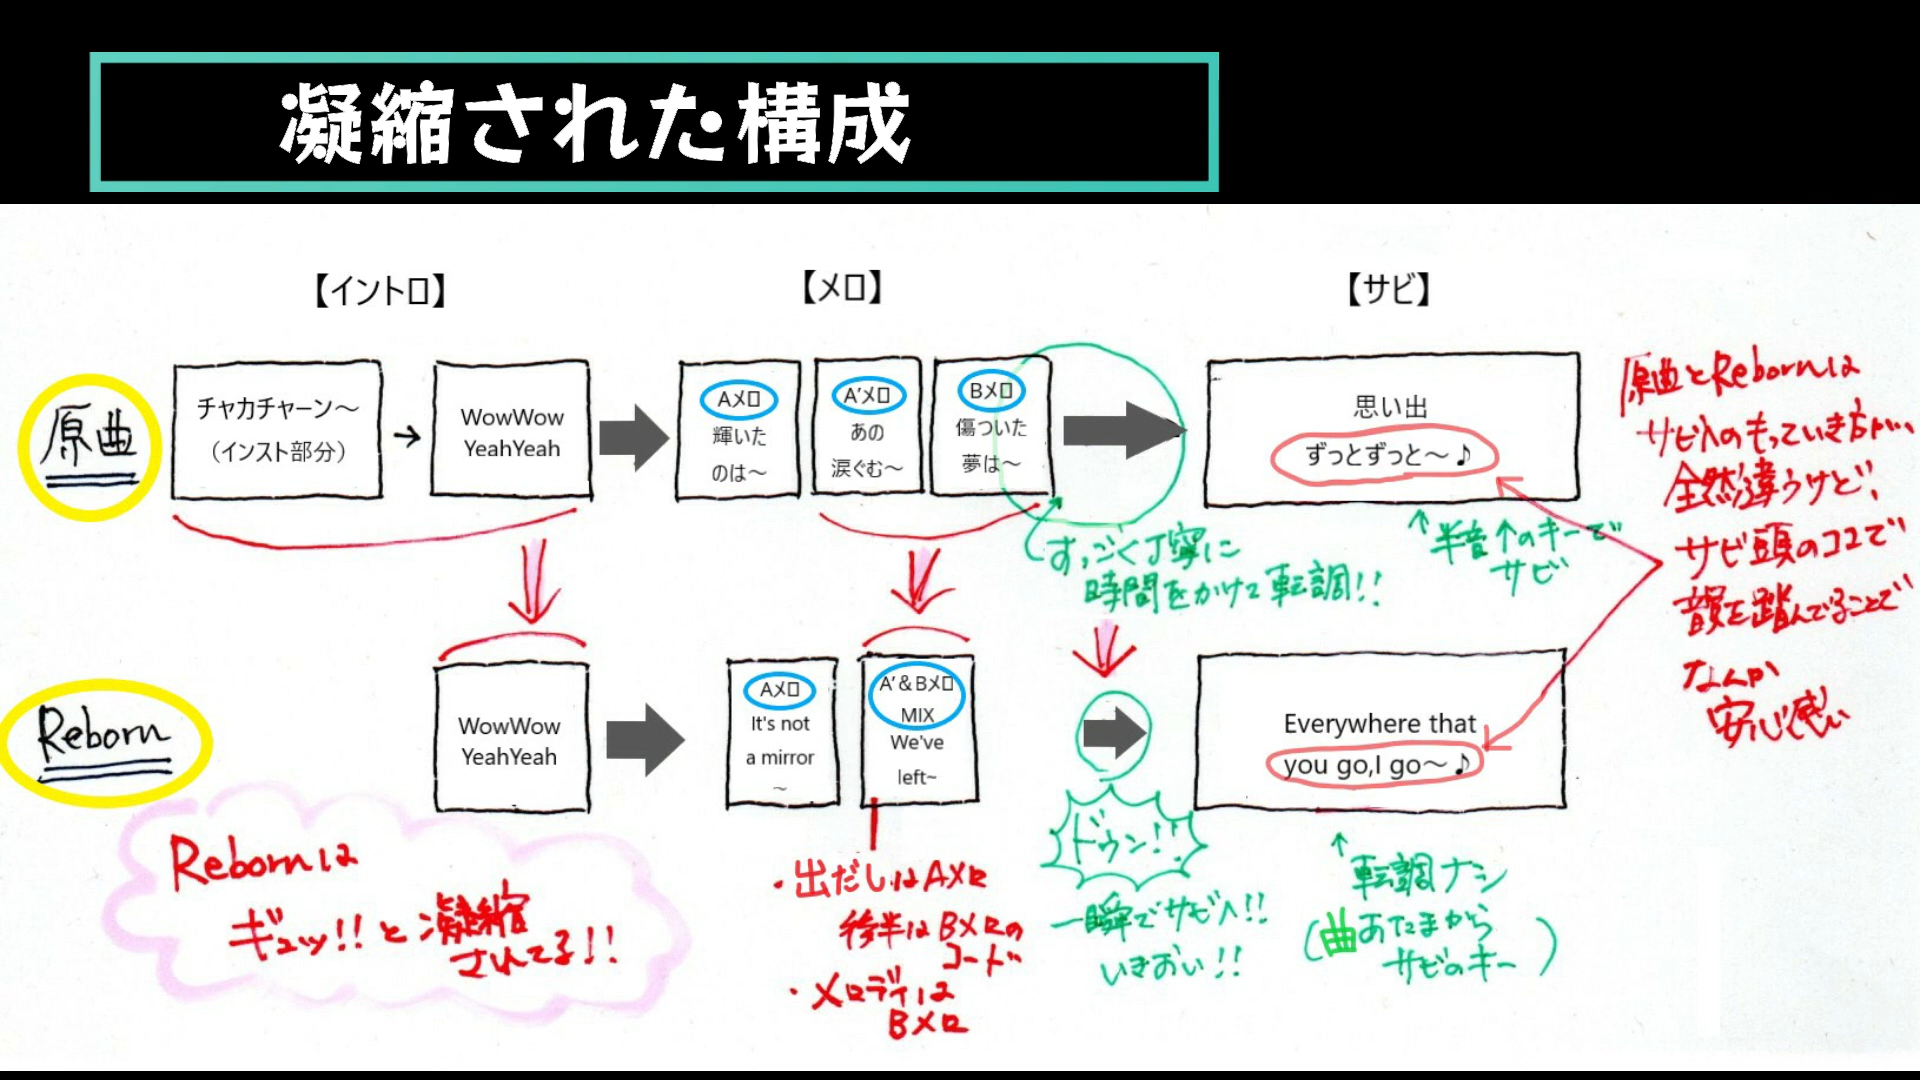 凝縮された構成
【イントロ】
【メロ】
【サビ】
原曲
チャカチャーン～
（インスト部分）
→
WowWow
YeahYeah
Aメロ
輝いた
のは～
A’メロ
あの
涙ぐむ～
Bメロ
傷ついた
夢は～
思い出
ずっとずっと～♪
すっごく丁寧に
時間をかけて転調!!
↑半音↑のキーで
サビ
原曲とRebornは
サビ入のもっていき方が…
全然違うけど、
サビ頭のココで
韻を踏んでることで
なんか
安心感い
Reborn
WowWow
YeahYeah
Aメロ
It's not
a mirror
～
A’＆Bメロ
MIX
We've
left~
Everywhere that
you go,I go～♪
Rebornは
ギュッ!!と凝縮
されてる!!
・出だしはAメロ
後半はBメロの
コード
・メロディは
Bメロ
ドゥン!!
一瞬でサビ入!!
いきおい!!
↑
転調ナシ
(曲あたまから
サビのキー)